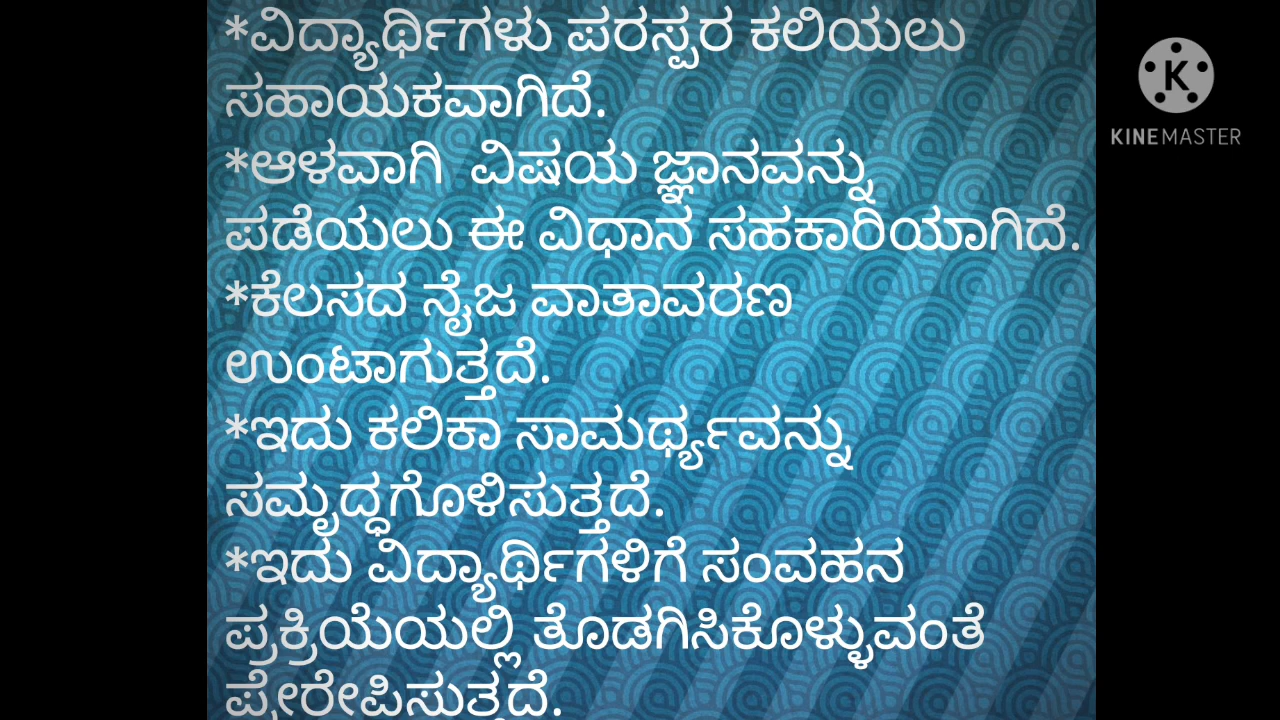 *ವಿದ್ಯಾರ್ಥಿಗಳು ಪರಸ್ಪರ ಕಲಿಯಲು
ಸಹಾಯಕವಾಗಿದೆ.
*ಆಳವಾಗಿ ವಿಷಯ ಜ್ಞಾನವನ್ನು
ಪಡೆಯಲು ಈ ವಿಧಾನ ಸಹಕಾರಿಯಾಗಿದೆ.
*ಕೆಲಸದ ನೈಜ ವಾತಾವರಣ
ಉಂಟಾಗುತ್ತದೆ.
*ಇದು ಕಲಿಕಾ ಸಾಮರ್ಥ್ಯವನ್ನು
ಸಮೃದ್ಧಗೊಳಿಸುತ್ತದೆ.
*ಇದು ವಿದ್ಯಾರ್ಥಿಗಳಿಗೆ ಸಂವಹನ
ಪ್ರಕ್ರಿಯೆಯಲ್ಲಿ ತೊಡಗಿಸಿಕೊಳ್ಳುವಂತೆ
ಪ್ರೇರೇಪಿಸುತ್ತದೆ.
KINEMASTER